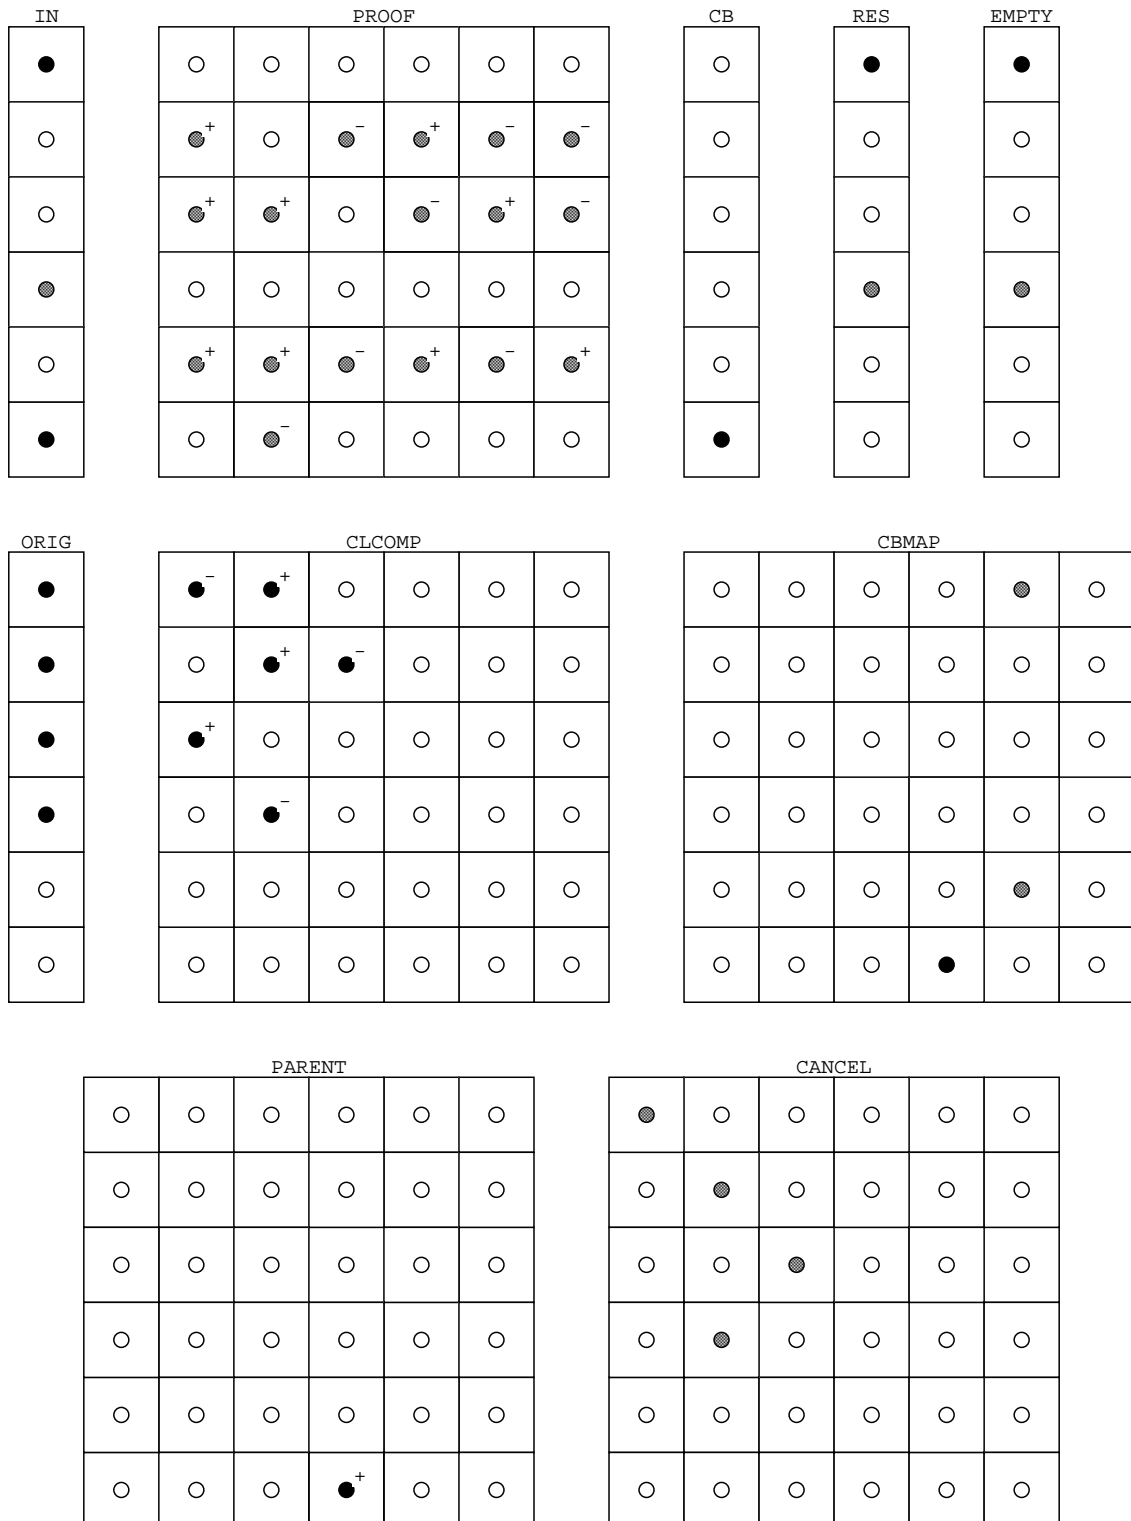 IN PROOF CB RES EMPTY
+ - + - -
+ + - + -
+ + - + - +
-
ORIG CLCOMP CBMAP
- +
+ -
+
-
PARENT CANCEL
+